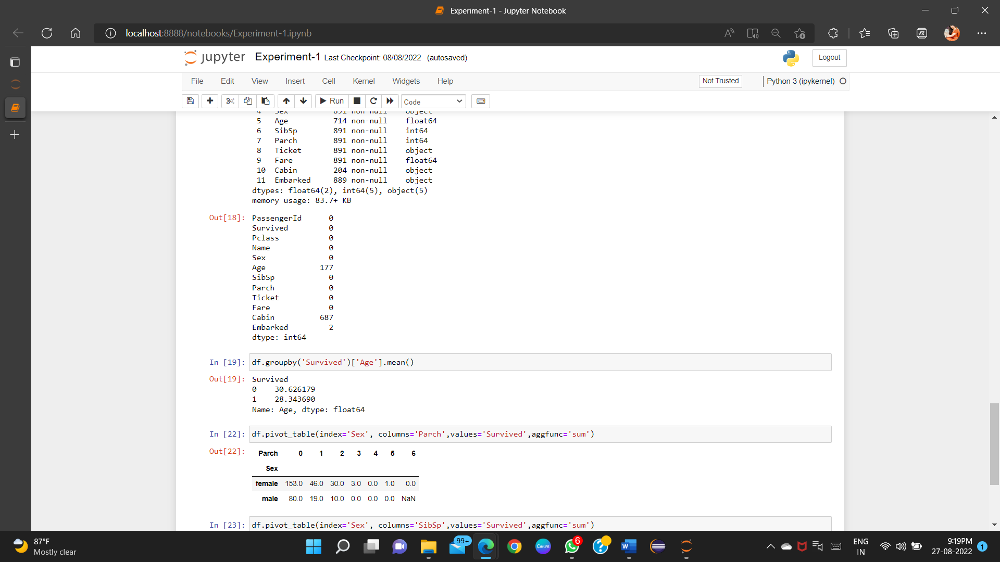 Experiment-1 - Jupyter Notebook
localhost:8888/notebooks/Experiment-1.ipynb
jupyter Experiment-1 Last Checkpoint: 08/08/2022 (autosaved)
Logout
File Edit View Insert Cell Kernel Widgets Help
Not Trusted
Python 3 (ipykernel)
Run
Code
4 Sex 891 non-null object
5 Age 714 non-null float64
6 SibSp 891 non-null int64
7 Parch 891 non-null int64
8 Ticket 891 non-null object
9 Fare 891 non-null float64
10 Cabin 204 non-null object
11 Embarked 889 non-null object
dtypes: float64(2), int64(5), object(5)
memory usage: 83.7+ KB
Out[18]: PassengerId 0
Survived 0
Pclass 0
Name 0
Sex 0
Age 177
SibSp 0
Parch 0
Ticket 0
Fare 0
Cabin 687
Embarked 2
dtype: int64
In [19]: df.groupby('Survived')['Age'].mean()
Out[19]: Survived
0 30.626179
1 28.343690
Name: Age, dtype: float64
In [22]: df.pivot_table(index='Sex', columns='Parch',values='Survived',aggfunc='sum')
Out[22]: Parch 0 1 2 3 4 5 6
Sex
female 153.0 46.0 30.0 3.0 0.0 1.0 0.0
male 80.0 19.0 10.0 0.0 0.0 0.0 NaN
In [23]: df.pivot_table(index='Sex', columns='SibSp',values='Survived',aggfunc='sum')
87°F
Mostly clear
99+
Canva
6
W
ENG
IN
9:19PM
27-08-2022
1